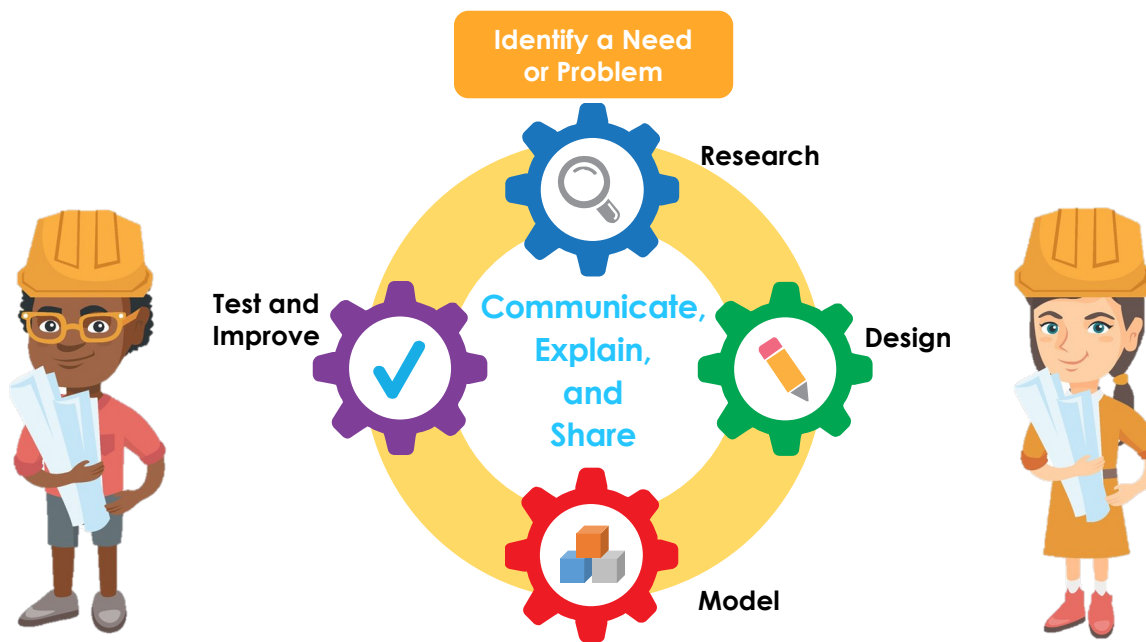 Identify a Need
or Problem
Research
Test and
Improve
Communicate,
Explain,
and
Share
Design
Model